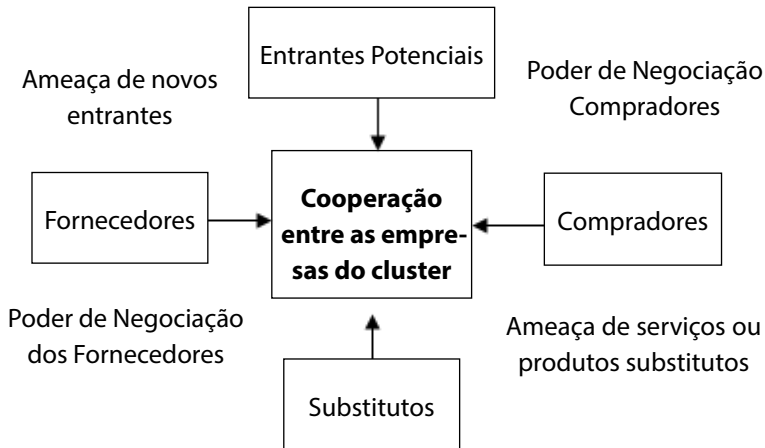 Entrantes Potenciais
Ameaça de novos
entrantes
Poder de Negociação
Compradores
Fornecedores
Cooperação
entre as empre-
sas do cluster
Compradores
Poder de Negociação
dos Fornecedores
Ameaça de serviços ou
produtos substitutos
Substitutos